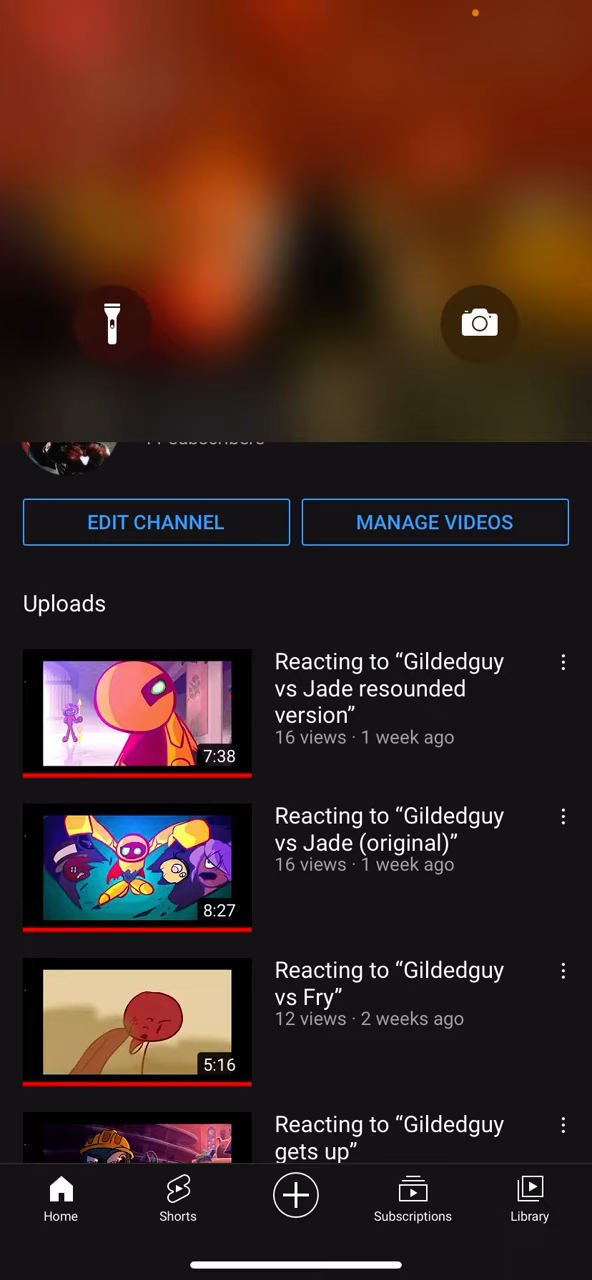 subscribers
EDIT CHANNEL
MANAGE VIDEOS
Uploads
Reacting to “Gildedguy
vs Jade resounded
version”
16 views · 1 week ago
7:38
Reacting to “Gildedguy
vs Jade (original)”
16 views · 1 week ago
8:27
Reacting to “Gildedguy
vs Fry”
12 views · 2 weeks ago
5:16
Reacting to “Gildedguy
gets up”
Home
Shorts
Subscriptions
Library